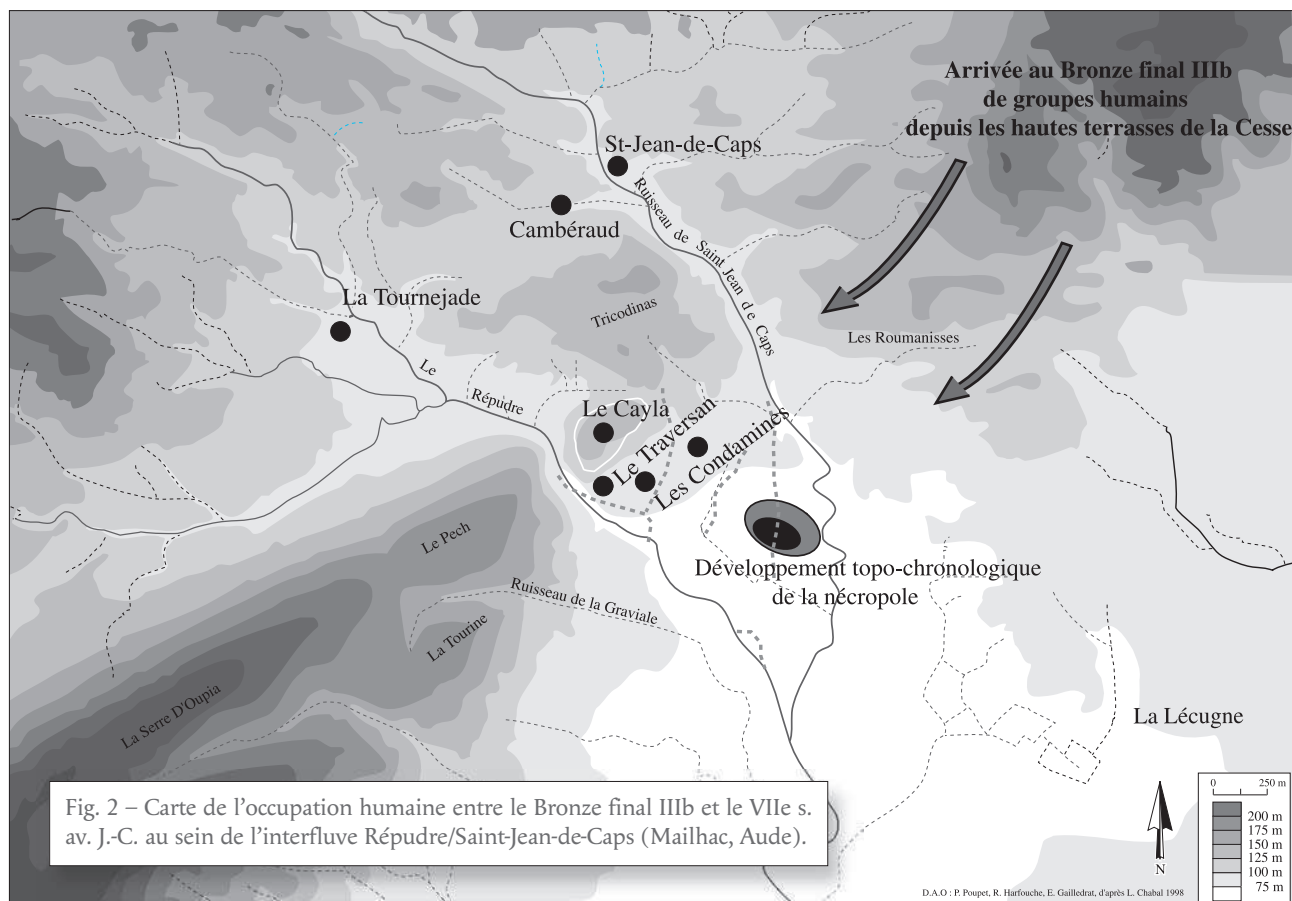 Arrivée au Bronze final IIIb
de groupes humains
depuis les hautes terrasses de la Cesse
St-Jean-de-Caps
Ruisseau de Saint Jean de Caps
Cambéraud
La Tournejade
Tricodinas
Les Roumanisses
Le Répudre
Le Cayla
Le Traversan
Les Condamines
Le Pech
Développement topo-chronologique
de la nécropole
Ruisseau de la Graviale
La Tourine
La Serre D'Oupia
La Lécugne
Fig. 2 – Carte de l'occupation humaine entre le Bronze final IIIb et le VIIe s.
av. J.-C. au sein de l'interfluve Répudre/Saint-Jean-de-Caps (Mailhac, Aude).
0 250 m
200 m
175 m
150 m
125 m
100 m
75 m
N
D.A.O : P. Poupet, R. Harfouche, E. Gailledrat, d'après L. Chabal 1998